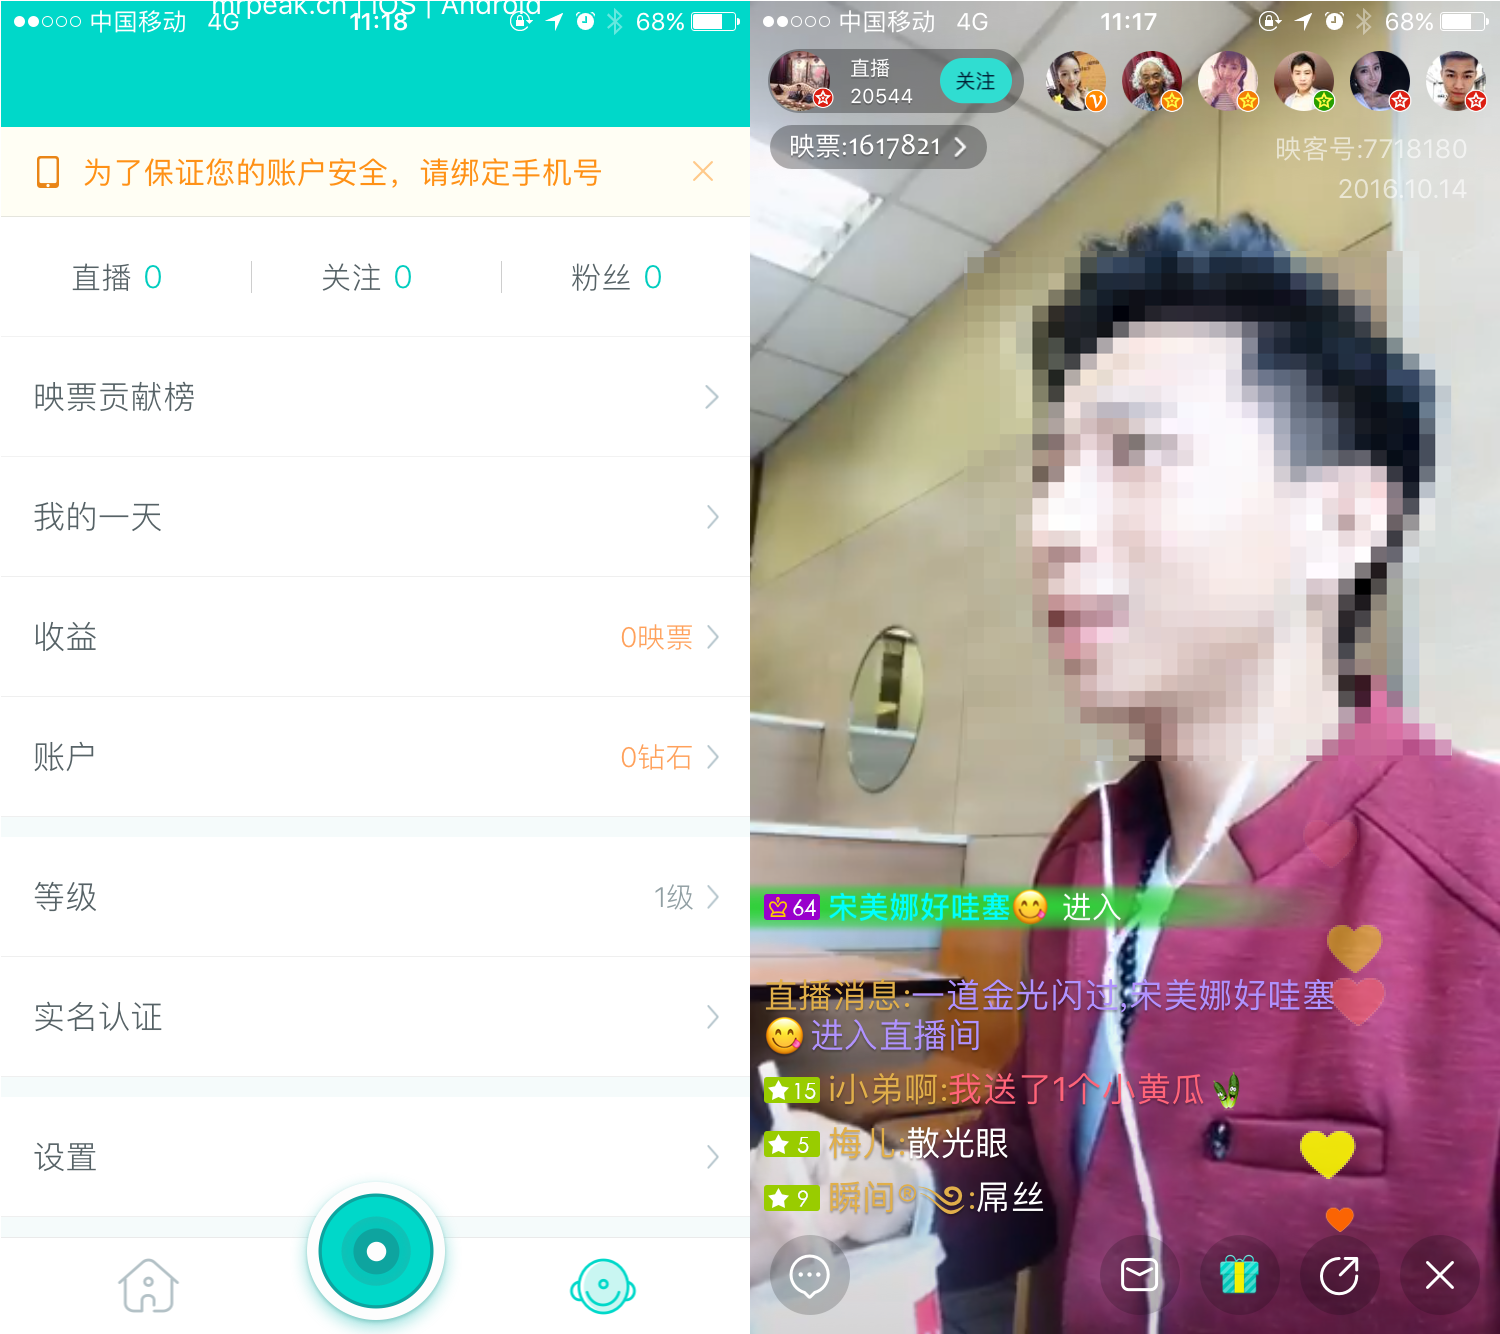 mrpeak.cn | iOS | Android
中国移动 4G 11:18 68%
为了保证您的账户安全，请绑定手机号
直播 0 关注 0 粉丝 0
映票贡献榜
我的一天
收益 0映票
账户 0钻石
等级 1级
实名认证
设置
中国移动 4G 11:17 68%
直播
20544
关注
映票:1617821
映客号:7718180
2016.10.14
64 宋美娜好哇塞😋 进入
直播消息:一道金光闪过,宋美娜好哇塞
😋进入直播间
15 i小弟啊:我送了1个小黄瓜
5 梅儿:散光眼
9 瞬间®༄:屌丝